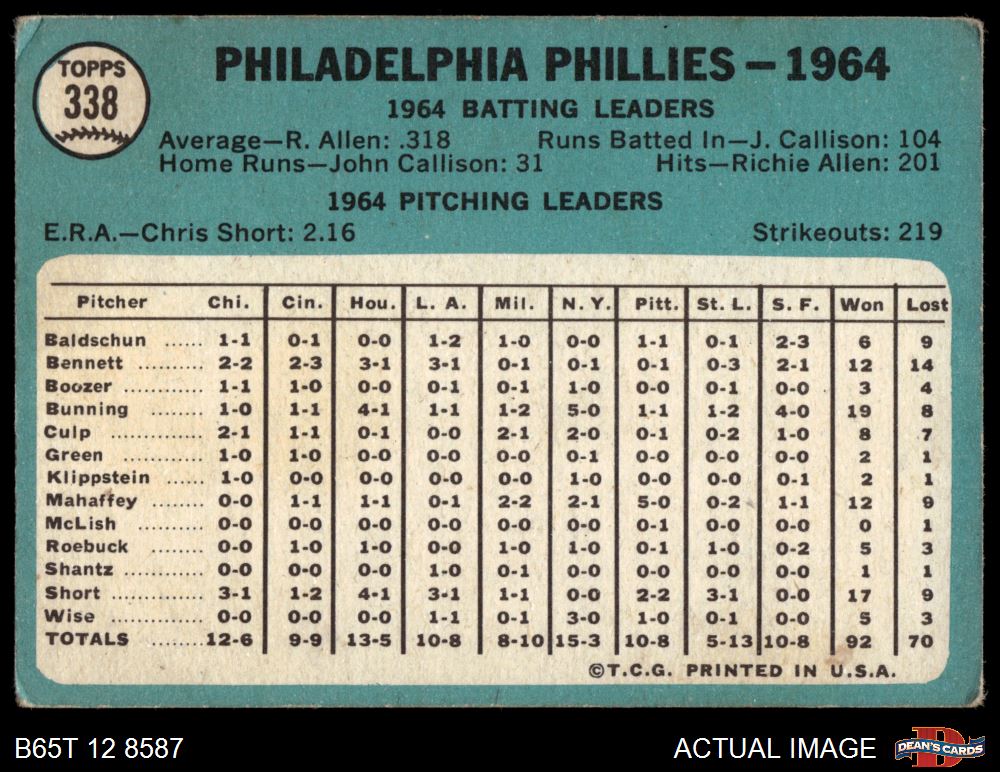 TOPPS
338
PHILADELPHIA PHILLIES—1964
1964 BATTING LEADERS
Average—R. Allen: .318 Runs Batted In—J. Callison: 104
Home Runs—John Callison: 31 Hits—Richie Allen: 201
1964 PITCHING LEADERS
E.R.A.—Chris Short: 2.16 Strikeouts: 219
Pitcher Chi. Cin. Hou. L. A. Mil. N. Y. Pitt. St. L. S. F. Won Lost
Baldschun ...... 1-1 0-1 0-0 1-2 1-0 0-0 1-1 0-1 2-3 6 9
Bennett .......... 2-2 2-3 3-1 3-1 0-1 0-1 0-1 0-3 2-1 12 14
Boozer .......... 1-1 1-0 0-0 0-1 0-1 1-0 0-0 0-1 0-0 3 4
Bunning ........ 1-0 1-1 4-1 1-1 1-2 5-0 1-1 1-2 4-0 19 8
Culp .............. 2-1 1-1 0-1 0-0 2-1 2-0 0-1 0-2 1-0 8 7
Green ............ 1-0 1-0 0-0 0-0 0-0 0-1 0-0 0-0 0-0 2 1
Klippstein ...... 1-0 0-0 0-0 0-0 0-0 1-0 0-0 0-0 0-1 2 1
Mahaffey ........ 0-0 1-1 1-1 0-1 2-2 2-1 5-0 0-2 1-1 12 9
McLish .......... 0-0 0-0 0-0 0-0 0-0 0-0 0-1 0-0 0-0 0 1
Roebuck ........ 0-0 1-0 1-0 0-0 1-0 1-0 0-1 1-0 0-2 5 3
Shantz ............ 0-0 0-0 0-0 1-0 0-1 0-0 0-0 0-0 0-0 1 1
Short .............. 3-1 1-2 4-1 3-1 1-1 0-0 2-2 3-1 0-0 17 9
Wise .............. 0-0 0-0 0-0 1-1 0-1 3-0 1-0 0-1 0-0 5 3
TOTALS ........ 12-6 9-9 13-5 10-8 8-10 15-3 10-8 5-13 10-8 92 70
©T.C.G. PRINTED IN U.S.A.
B65T 12 8587 ACTUAL IMAGE
D
DEAN'S CARDS